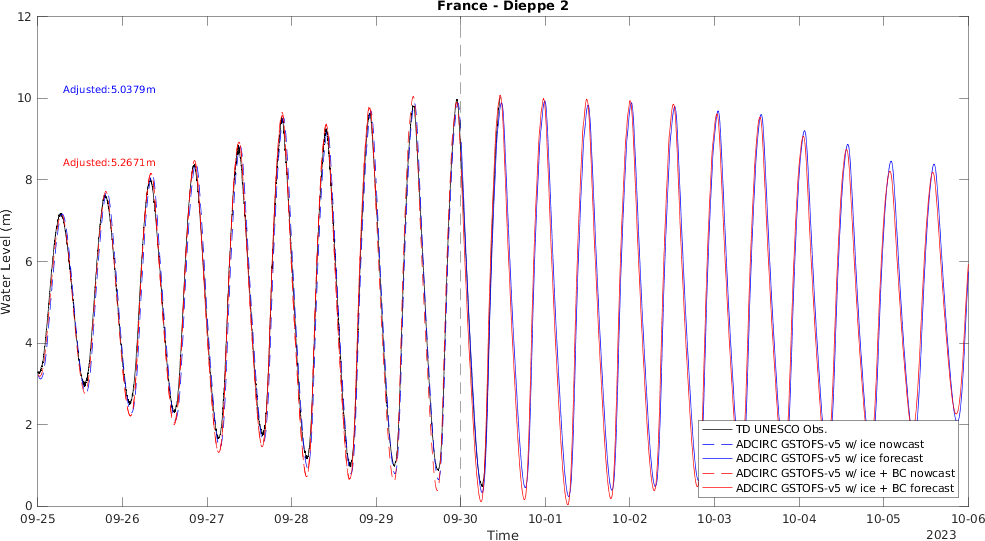 France - Dieppe 2
12
10
8
6
4
2
0
Water Level (m)
Adjusted:5.0379m
Adjusted:5.2671m
TD UNESCO Obs.
ADCIRC GSTOFS-v5 w/ ice nowcast
ADCIRC GSTOFS-v5 w/ ice forecast
ADCIRC GSTOFS-v5 w/ ice + BC nowcast
ADCIRC GSTOFS-v5 w/ ice + BC forecast
09-25 09-26 09-27 09-28 09-29 09-30 10-01 10-02 10-03 10-04 10-05 10-06
Time
2023